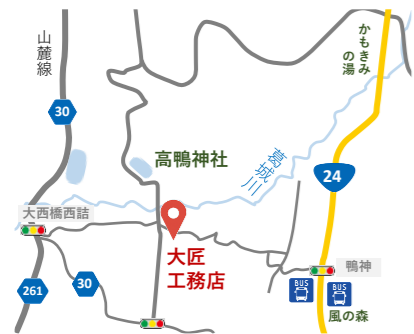 山麓線
かもきみ
の湯
30
高鴨神社
葛城川
24
大西橋西詰
大匠
工務店
鴨神
261
30
BUS
BUS
風の森